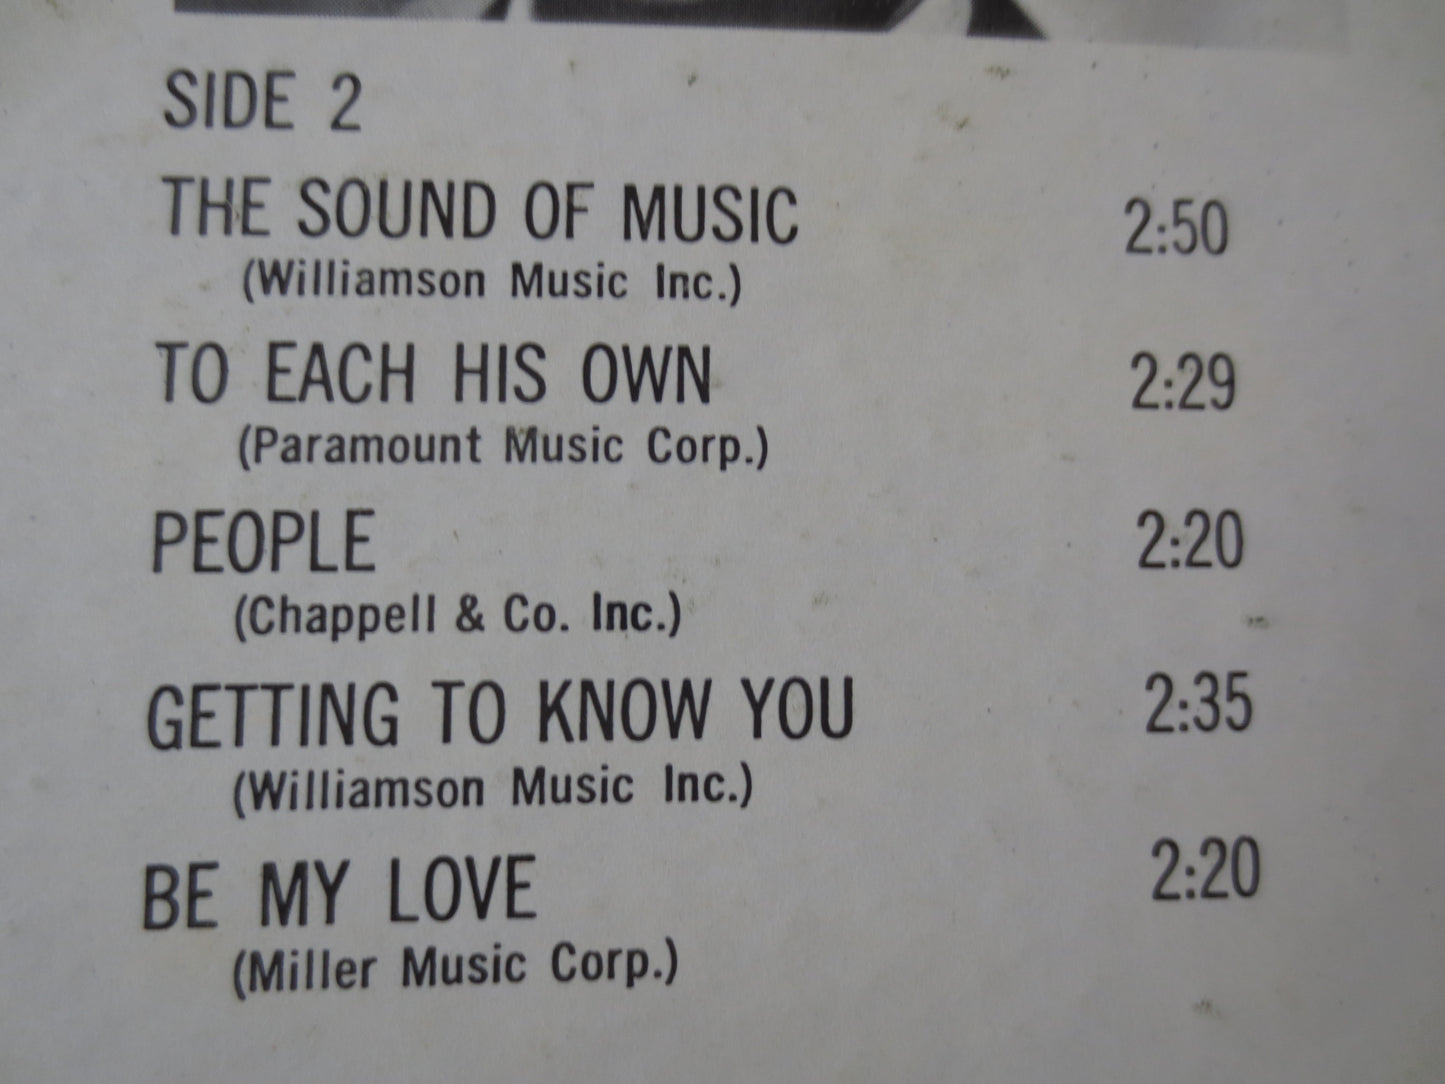 SIDE 2
THE SOUND OF MUSIC 2:50
(Williamson Music Inc.)
TO EACH HIS OWN 2:29
(Paramount Music Corp.)
PEOPLE 2:20
(Chappell & Co. Inc.)
GETTING TO KNOW YOU 2:35
(Williamson Music Inc.)
BE MY LOVE 2:20
(Miller Music Corp.)